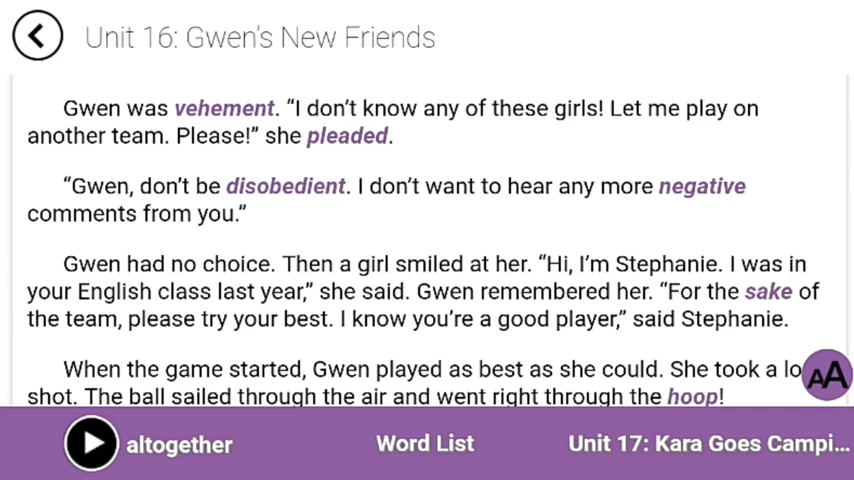 Unit 16: Gwen's New Friends
Gwen was vehement. “I don’t know any of these girls! Let me play on
another team. Please!” she pleaded.
“Gwen, don’t be disobedient. I don’t want to hear any more negative
comments from you.”
Gwen had no choice. Then a girl smiled at her. “Hi, I’m Stephanie. I was in
your English class last year,” she said. Gwen remembered her. “For the sake of
the team, please try your best. I know you’re a good player,” said Stephanie.
When the game started, Gwen played as best as she could. She took a
shot. The ball sailed through the air and went right through the hoop!
AA
altogether
Word List
Unit 17: Kara Goes Campi...